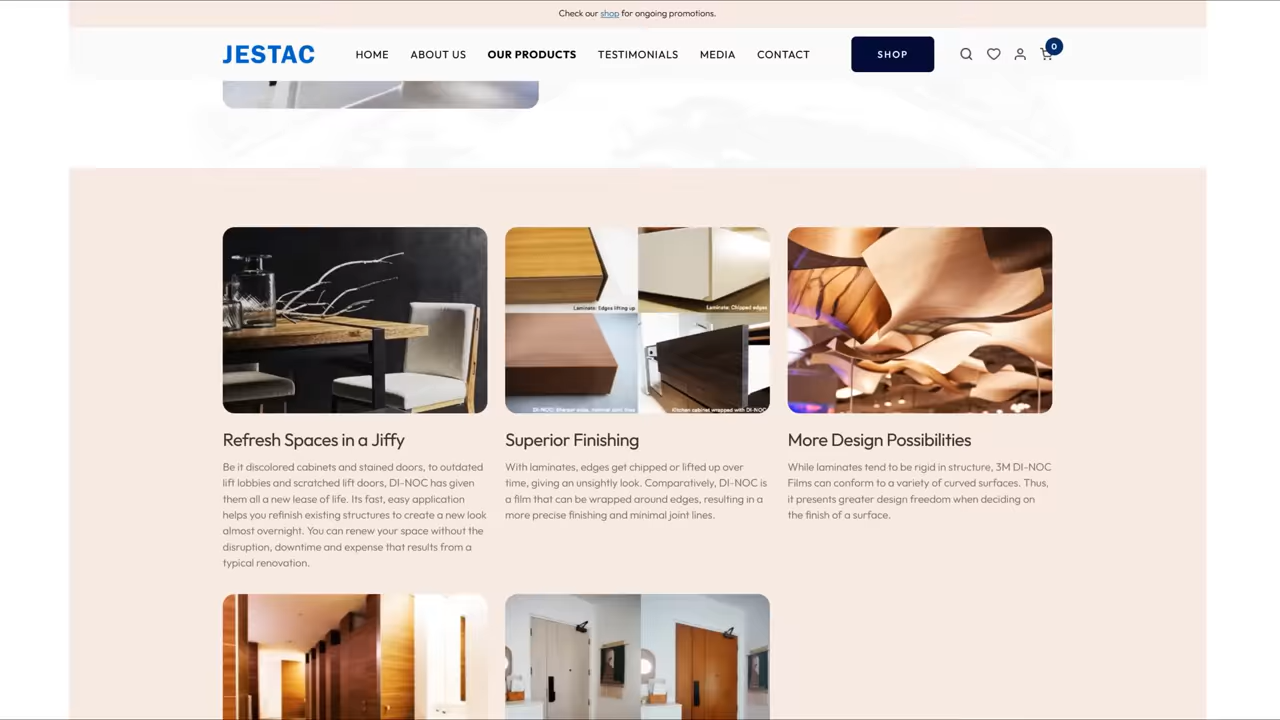 Check our shop for ongoing promotions.
JESTAC HOME ABOUT US OUR PRODUCTS TESTIMONIALS MEDIA CONTACT SHOP 0
Laminate: Edges lifting up
Laminate: Chipped edges
DI-NOC: Sharper edge, minimal joint lines
Kitchen cabinet wrapped with DI-NOC
Refresh Spaces in a Jiffy
Be it discolored cabinets and stained doors, to outdated
lift lobbies and scratched lift doors, DI-NOC has given
them all a new lease of life. Its fast, easy application
helps you refinish existing structures to create a new look
almost overnight. You can renew your space without the
disruption, downtime and expense that results from a
typical renovation.
Superior Finishing
With laminates, edges get chipped or lifted up over
time, giving an unsightly look. Comparatively, DI-NOC is
a film that can be wrapped around edges, resulting in a
more precise finishing and minimal joint lines.
More Design Possibilities
While laminates tend to be rigid in structure, 3M DI-NOC
Films can conform to a variety of curved surfaces. Thus,
it presents greater design freedom when deciding on
the finish of a surface.